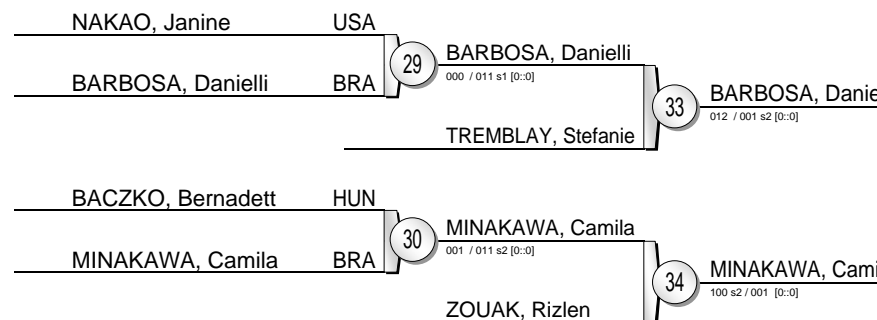 NAKAO, Janine USA
29
BARBOSA, Danielli
000 / 011 s1 [0::0]
BARBOSA, Danielli BRA
33
BARBOSA, Danie
012 / 001 s2 [0::0]
TREMBLAY, Stefanie
BACZKO, Bernadett HUN
30
MINAKAWA, Camila
001 / 011 s2 [0::0]
MINAKAWA, Camila BRA
34
MINAKAWA, Cami
100 s2 / 001 [0::0]
ZOUAK, Rizlen